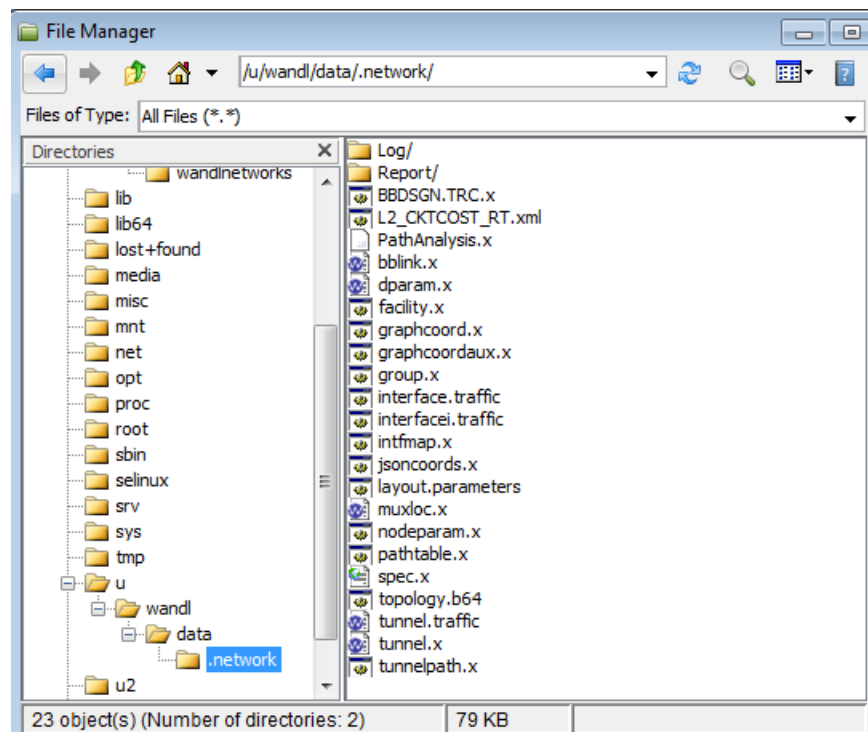 File Manager
/u/wandl/data/.network/
Files of Type: All Files (*.*)
Directories
wandlnetworks
lib
lib64
lost+found
media
misc
mnt
net
opt
proc
root
sbin
selinux
srv
sys
tmp
u
wandl
data
.network
u2
Log/
Report/
BBDSGN.TRC.x
L2_CKTCOST_RT.xml
PathAnalysis.x
bblink.x
dparam.x
facility.x
graphcoord.x
graphcoordaux.x
group.x
interface.traffic
interfacei.traffic
intfmap.x
jsoncoords.x
layout.parameters
muxloc.x
nodeparam.x
pathtable.x
spec.x
topology.b64
tunnel.traffic
tunnel.x
tunnelpath.x
23 object(s) (Number of directories: 2) 79 KB